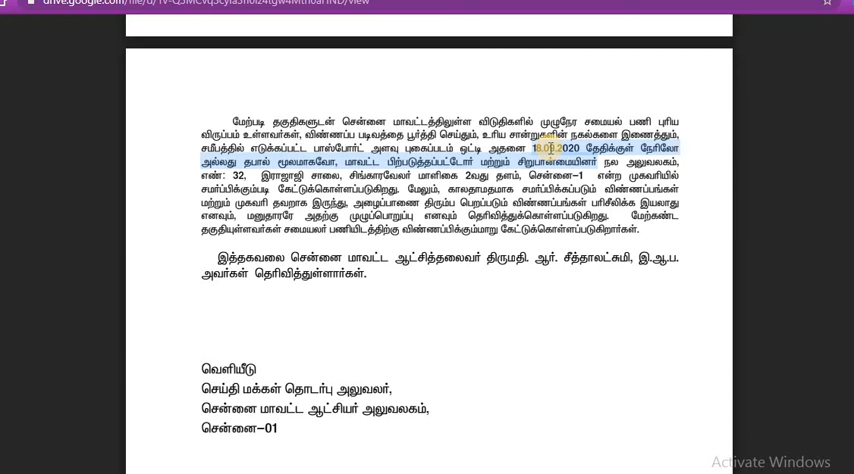 மேற்படி தகுதிகளுடன் சென்னை மாவட்டத்திலுள்ள விடுதிகளில் முழுநேர சமையல் பணி புரிய
விருப்பம் உள்ளவர்கள், விண்ணப்ப படிவத்தை பூர்த்தி செய்தும், உரிய சான்றுகளின் நகல்களை இணைத்தும்,
சமீபத்தில் எடுக்கப்பட்ட பாஸ்போர்ட் அளவு புகைப்படம் ஒட்டி அதனை 18.09.2020 தேதிக்குள் நேரிலோ
அல்லது தபால் மூலமாகவோ, மாவட்ட பிற்படுத்தப்பட்டோர் மற்றும் சிறுபான்மையினர் நல அலுவலகம்,
எண்: 32, இராஜாஜி சாலை, சிங்காரவேலர் மாளிகை 2வது தளம், சென்னை-1 என்ற முகவரியில்
சமர்ப்பிக்கும்படி கேட்டுக்கொள்ளப்படுகிறது. மேலும், காலதாமதமாக சமர்ப்பிக்கப்படும் விண்ணப்பங்கள்
மற்றும் முகவரி தவறாக இருந்து, அழைப்பாணை திரும்ப பெறப்படும் விண்ணப்பங்கள் பரிசீலிக்க இயலாது
எனவும், மனுதாரரே அதற்கு முழுப்பொறுப்பு எனவும் தெரிவித்துக்கொள்ளப்படுகிறது. மேற்கண்ட
தகுதியுள்ளவர்கள் சமையலர் பணியிடத்திற்கு விண்ணப்பிக்குமாறு கேட்டுக்கொள்ளப்படுகிறார்கள்.
இத்தகவலை சென்னை மாவட்ட ஆட்சித்தலைவர் திருமதி. ஆர். சீத்தாலட்சுமி, இ.ஆ.ப.
அவர்கள் தெரிவித்துள்ளார்கள்.
வெளியீடு
செய்தி மக்கள் தொடர்பு அலுவலர்,
சென்னை மாவட்ட ஆட்சியர் அலுவலகம்,
சென்னை-01
Activate Windows